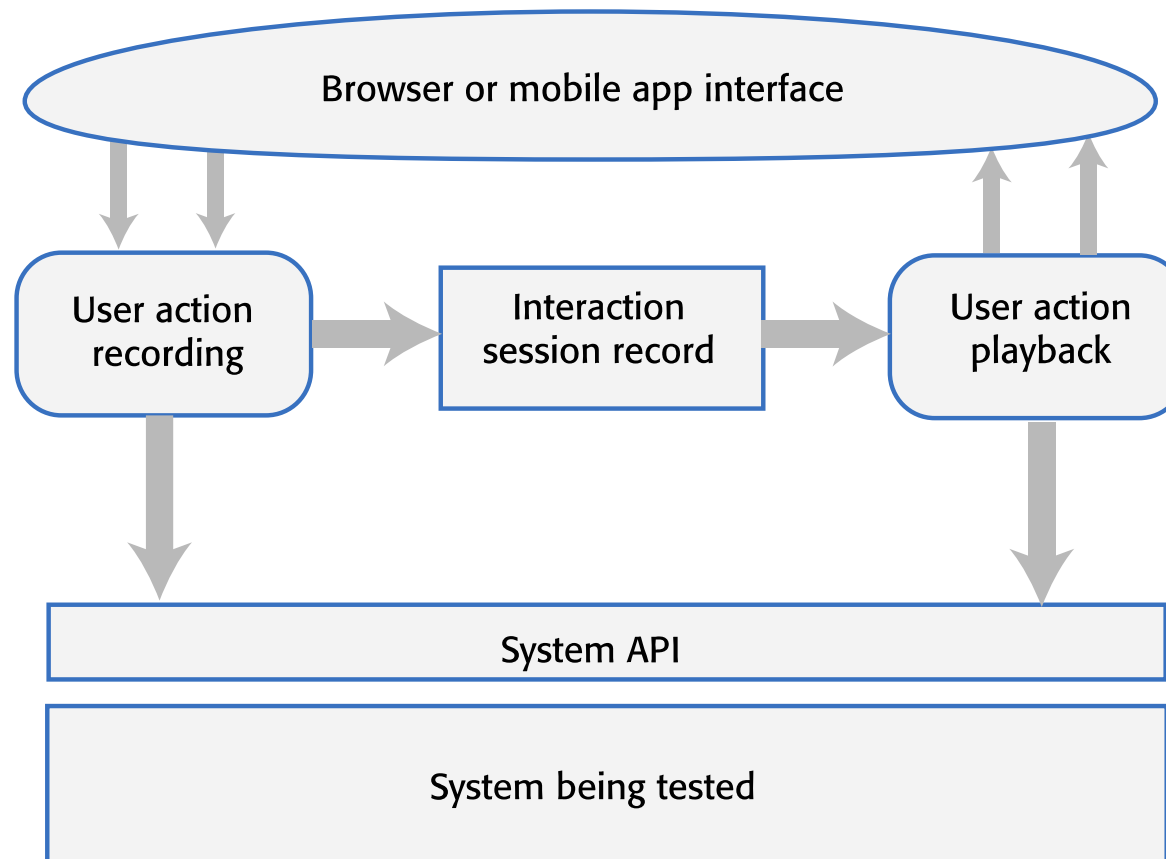 Browser or mobile app interface
User action
recording
Interaction
session record
User action
playback
System API
System being tested